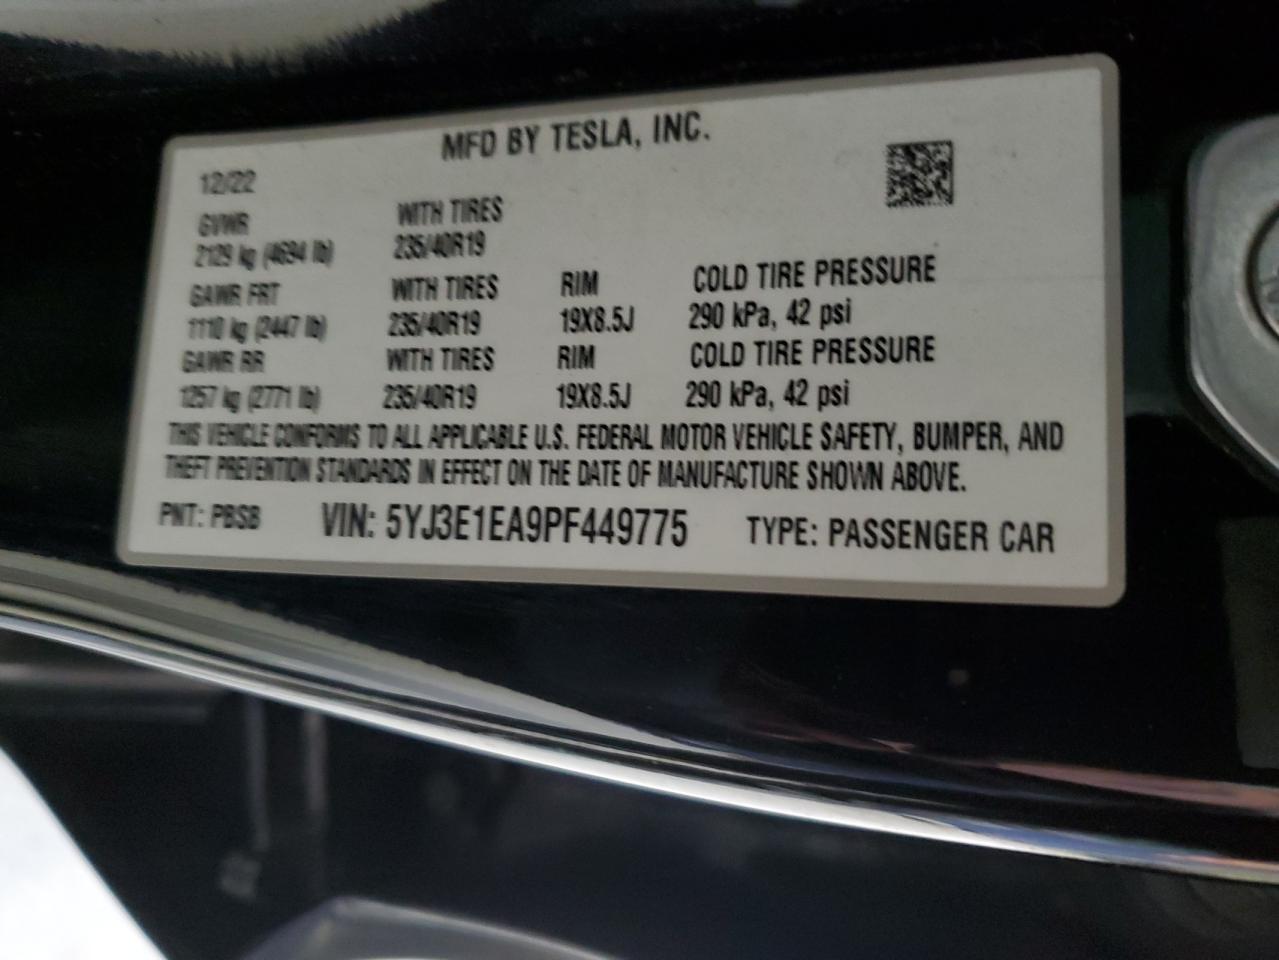 MFD BY TESLA, INC.
12/22
GVWR WITH TIRES
2129 kg (4694 lb) 235/40R19
GAWR FRT WITH TIRES RIM COLD TIRE PRESSURE
1110 kg (2447 lb) 235/40R19 19X8.5J 290 kPa, 42 psi
GAWR RR WITH TIRES RIM COLD TIRE PRESSURE
1257 kg (2771 lb) 235/40R19 19X8.5J 290 kPa, 42 psi
THIS VEHICLE CONFORMS TO ALL APPLICABLE U.S. FEDERAL MOTOR VEHICLE SAFETY, BUMPER, AND
THEFT PREVENTION STANDARDS IN EFFECT ON THE DATE OF MANUFACTURE SHOWN ABOVE.
PNT: PBSB VIN: 5YJ3E1EA9PF449775 TYPE: PASSENGER CAR